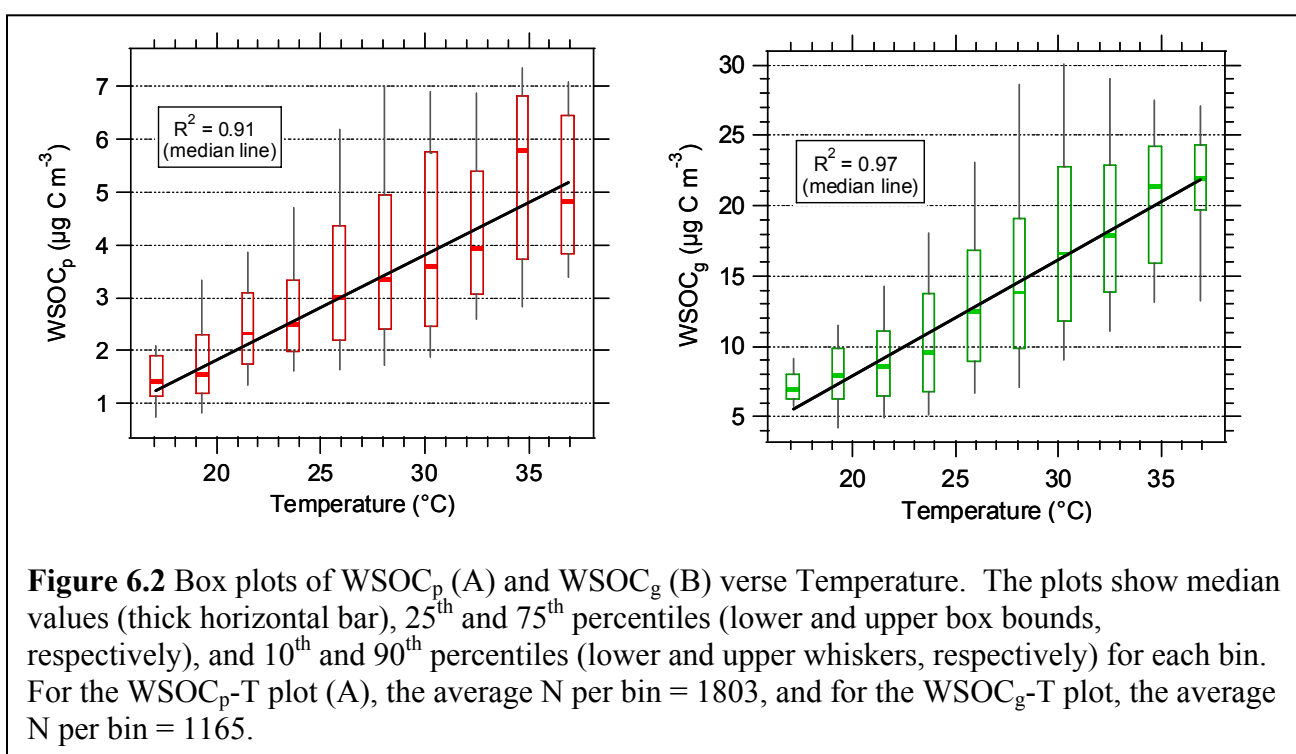 7
6
5
4
3
2
1
WSOCp (µg C m-3)
R2 = 0.91
(median line)
20 25 30 35
Temperature (°C)
30
25
20
15
10
5
WSOCg (µg C m-3)
R2 = 0.97
(median line)
20 25 30 35
Temperature (°C)
Figure 6.2 Box plots of WSOCp (A) and WSOCg (B) verse Temperature. The plots show median
values (thick horizontal bar), 25th and 75th percentiles (lower and upper box bounds,
respectively), and 10th and 90th percentiles (lower and upper whiskers, respectively) for each bin.
For the WSOCp-T plot (A), the average N per bin = 1803, and for the WSOCg-T plot, the average
N per bin = 1165.